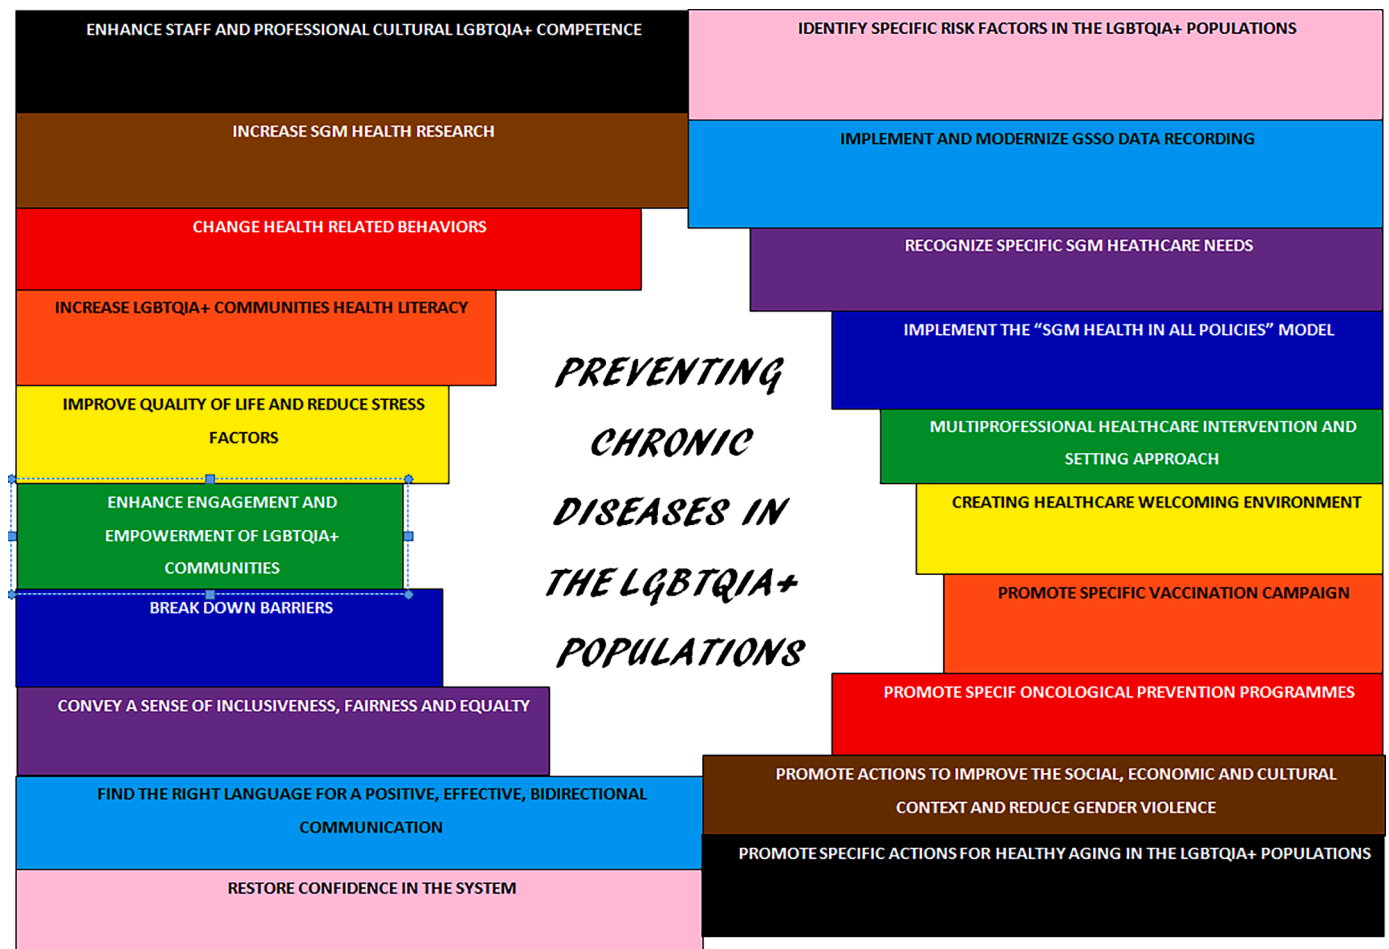 ENHANCE STAFF AND PROFESSIONAL CULTURAL LGBTQIA+ COMPETENCE
INCREASE SGM HEALTH RESEARCH
CHANGE HEALTH RELATED BEHAVIORS
INCREASE LGBTQIA+ COMMUNITIES HEALTH LITERACY
IMPROVE QUALITY OF LIFE AND REDUCE STRESS
FACTORS
ENHANCE ENGAGEMENT AND
EMPOWERMENT OF LGBTQIA+
COMMUNITIES
BREAK DOWN BARRIERS
CONVEY A SENSE OF INCLUSIVENESS, FAIRNESS AND EQUALTY
FIND THE RIGHT LANGUAGE FOR A POSITIVE, EFFECTIVE, BIDIRECTIONAL
COMMUNICATION
RESTORE CONFIDENCE IN THE SYSTEM
PREVENTING
CHRONIC
DISEASES IN
THE LGBTQIA+
POPULATIONS
IDENTIFY SPECIFIC RISK FACTORS IN THE LGBTQIA+ POPULATIONS
IMPLEMENT AND MODERNIZE GSSO DATA RECORDING
RECOGNIZE SPECIFIC SGM HEATHCARE NEEDS
IMPLEMENT THE “SGM HEALTH IN ALL POLICIES” MODEL
MULTIPROFESSIONAL HEALTHCARE INTERVENTION AND
SETTING APPROACH
CREATING HEALTHCARE WELCOMING ENVIRONMENT
PROMOTE SPECIFIC VACCINATION CAMPAIGN
PROMOTE SPECIF ONCOLOGICAL PREVENTION PROGRAMMES
PROMOTE ACTIONS TO IMPROVE THE SOCIAL, ECONOMIC AND CULTURAL
CONTEXT AND REDUCE GENDER VIOLENCE
PROMOTE SPECIFIC ACTIONS FOR HEALTHY AGING IN THE LGBTQIA+ POPULATIONS